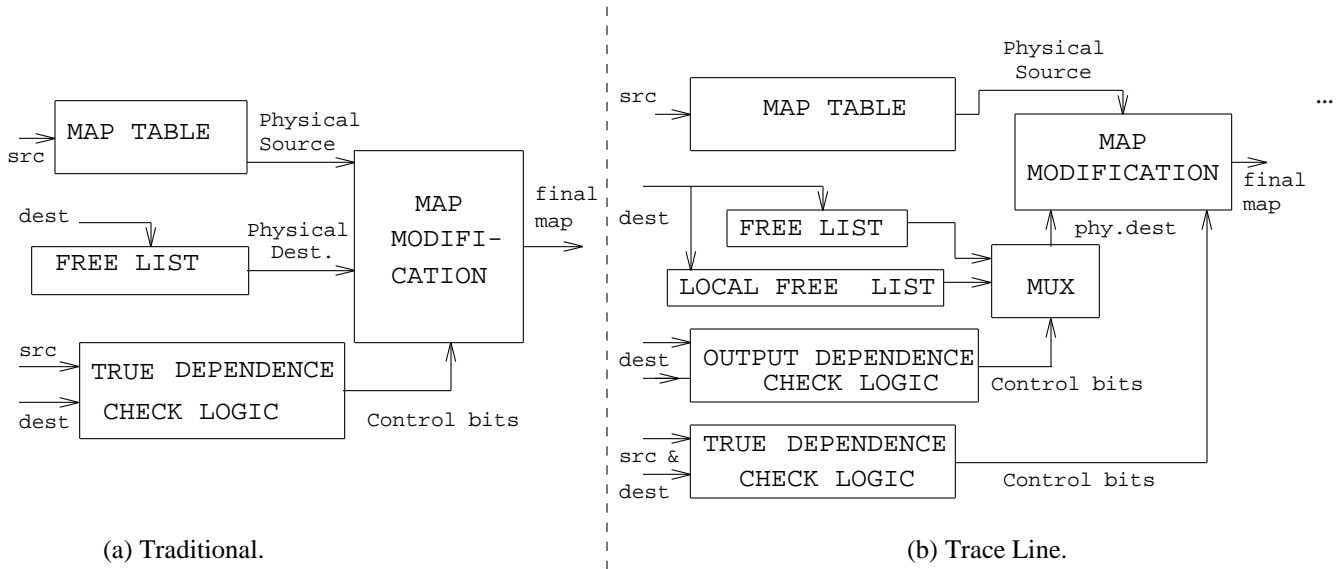 src
MAP TABLE
Physical
Source
dest
FREE LIST
Physical
Dest.
MAP
MODIFI-
CATION
final
map
src
dest
TRUE DEPENDENCE
CHECK LOGIC
Control bits
(a) Traditional.
src
MAP TABLE
Physical
Source
...
MAP
MODIFICATION
final
map
dest
FREE LIST
LOCAL FREE LIST
MUX
phy.dest
dest
OUTPUT DEPENDENCE
CHECK LOGIC
Control bits
src &
dest
TRUE DEPENDENCE
CHECK LOGIC
Control bits
(b) Trace Line.